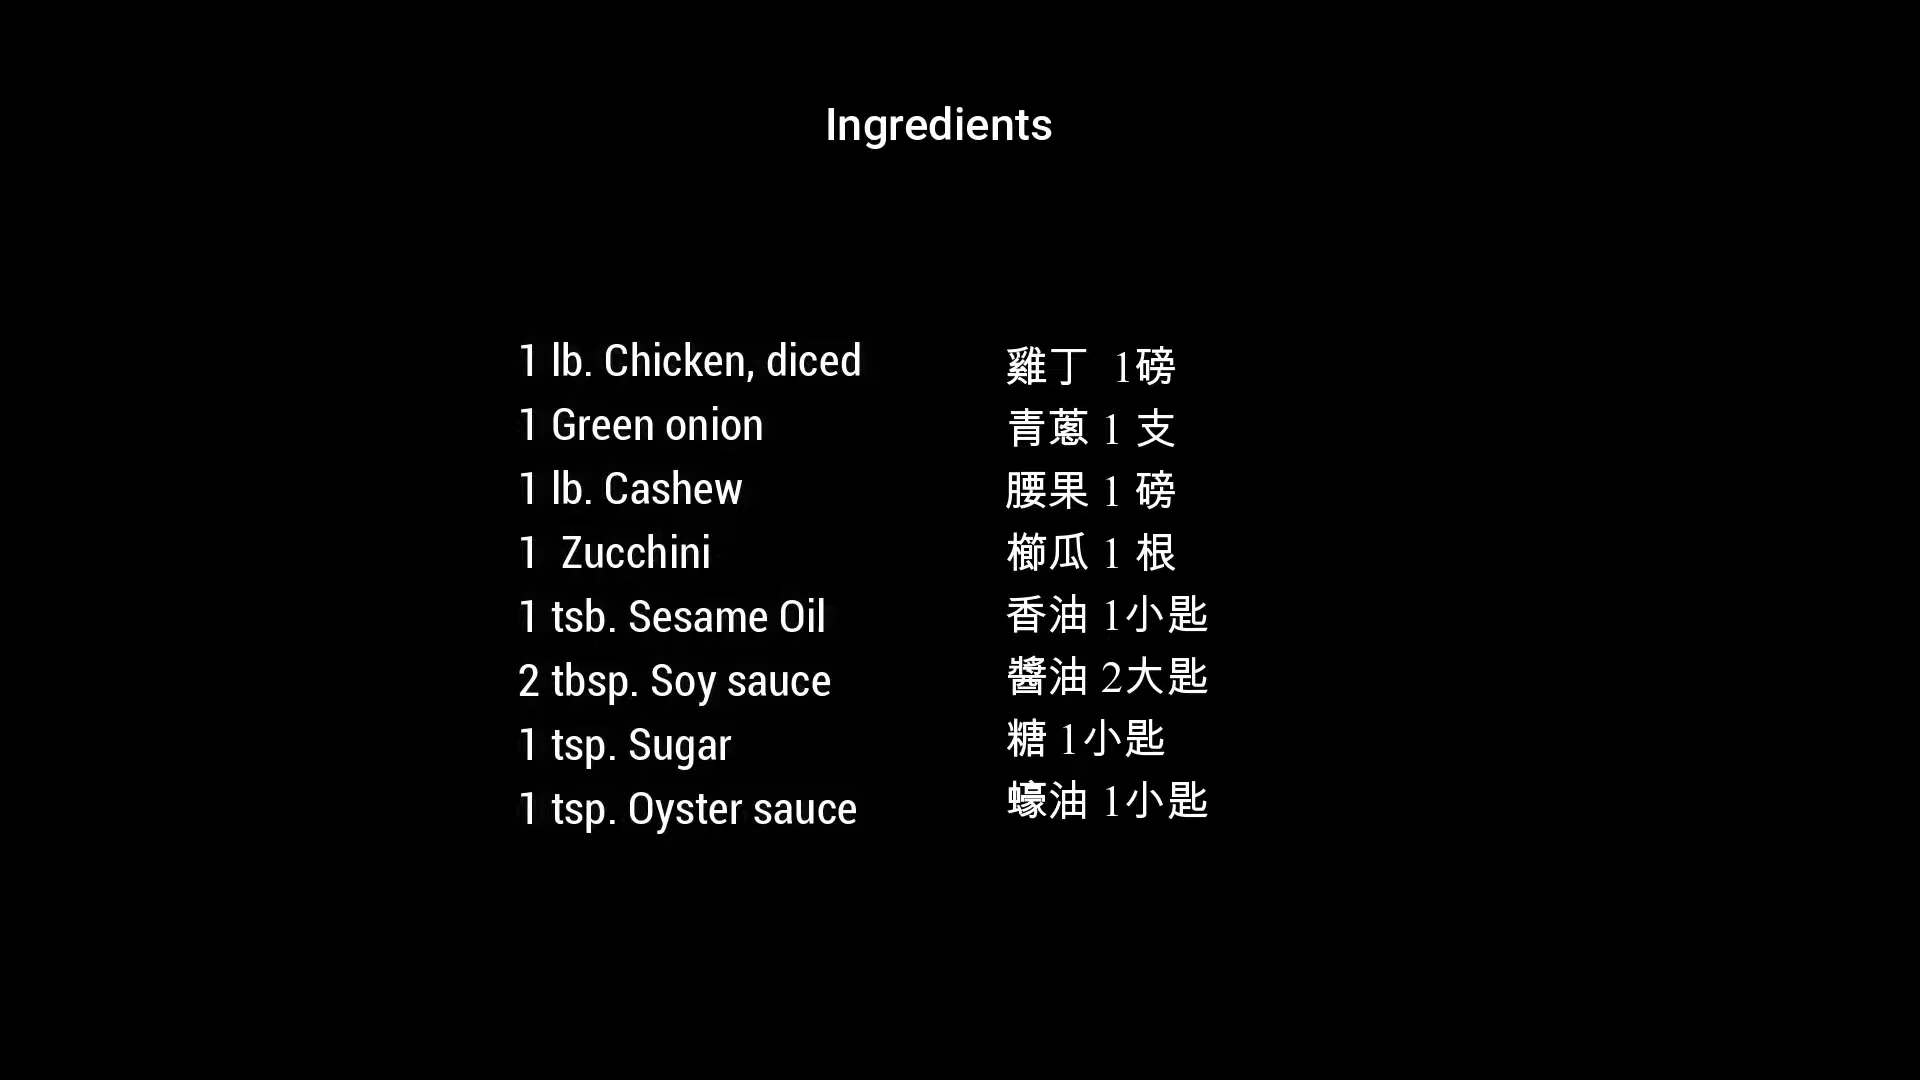 Ingredients
1 lb. Chicken, diced
1 Green onion
1 lb. Cashew
1 Zucchini
1 tsb. Sesame Oil
2 tbsp. Soy sauce
1 tsp. Sugar
1 tsp. Oyster sauce
雞丁 1磅
青蔥 1 支
腰果 1 磅
櫛瓜 1 根
香油 1小匙
醬油 2大匙
糖 1小匙
蠔油 1小匙